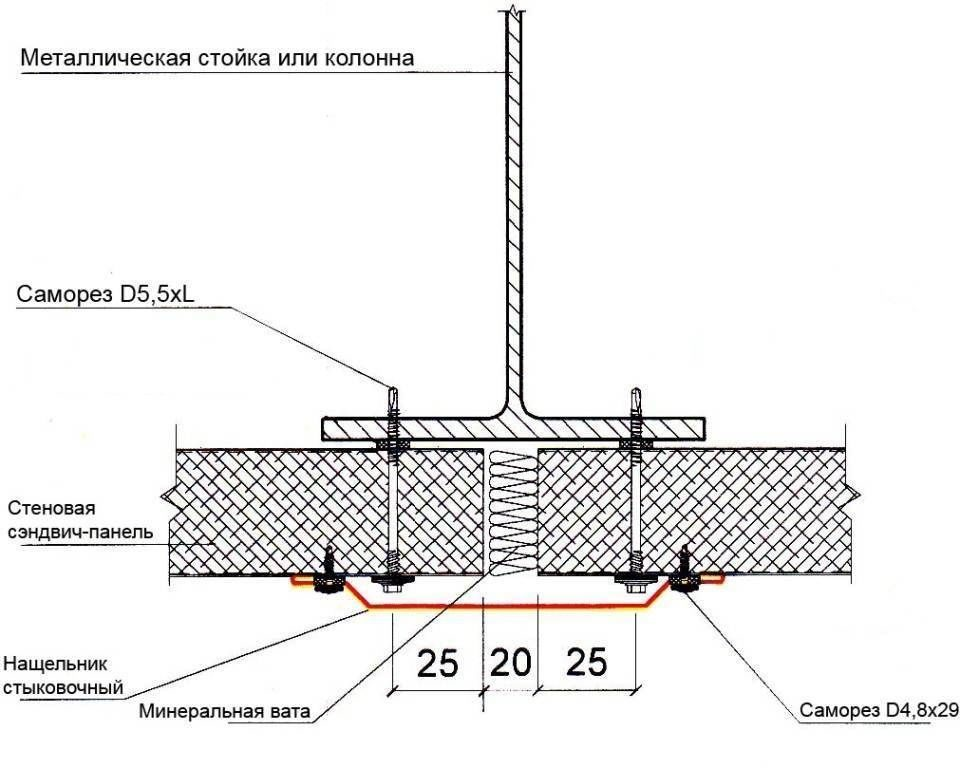 Металлическая стойка или колонна
Саморез D5,5xL
Стеновая
сэндвич-панель
25 20 25
Нащельник
стыковочный
Минеральная вата
Саморез D4,8x29